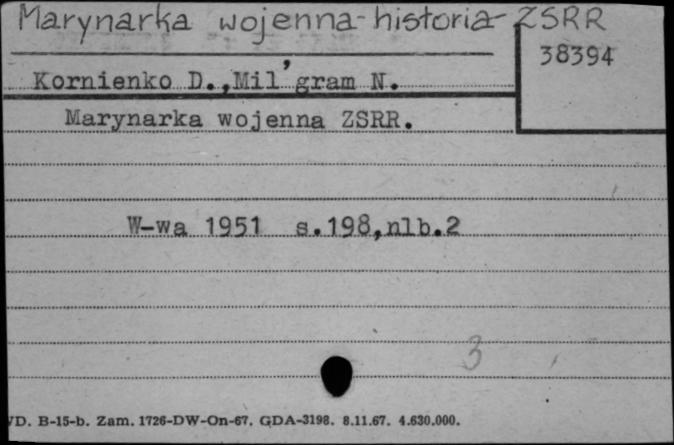 Marynarka wojenna-historia-ZSRR
38394
Kornienko D.,Mil'gram N.
Marynarka wojenna ZSRR.
W-wa 1951 s.198,nlb.2
3
D. B-15-b. Zam. 1726-DW-On-67. GDA-3198. 8.11.67. 4.630.000.